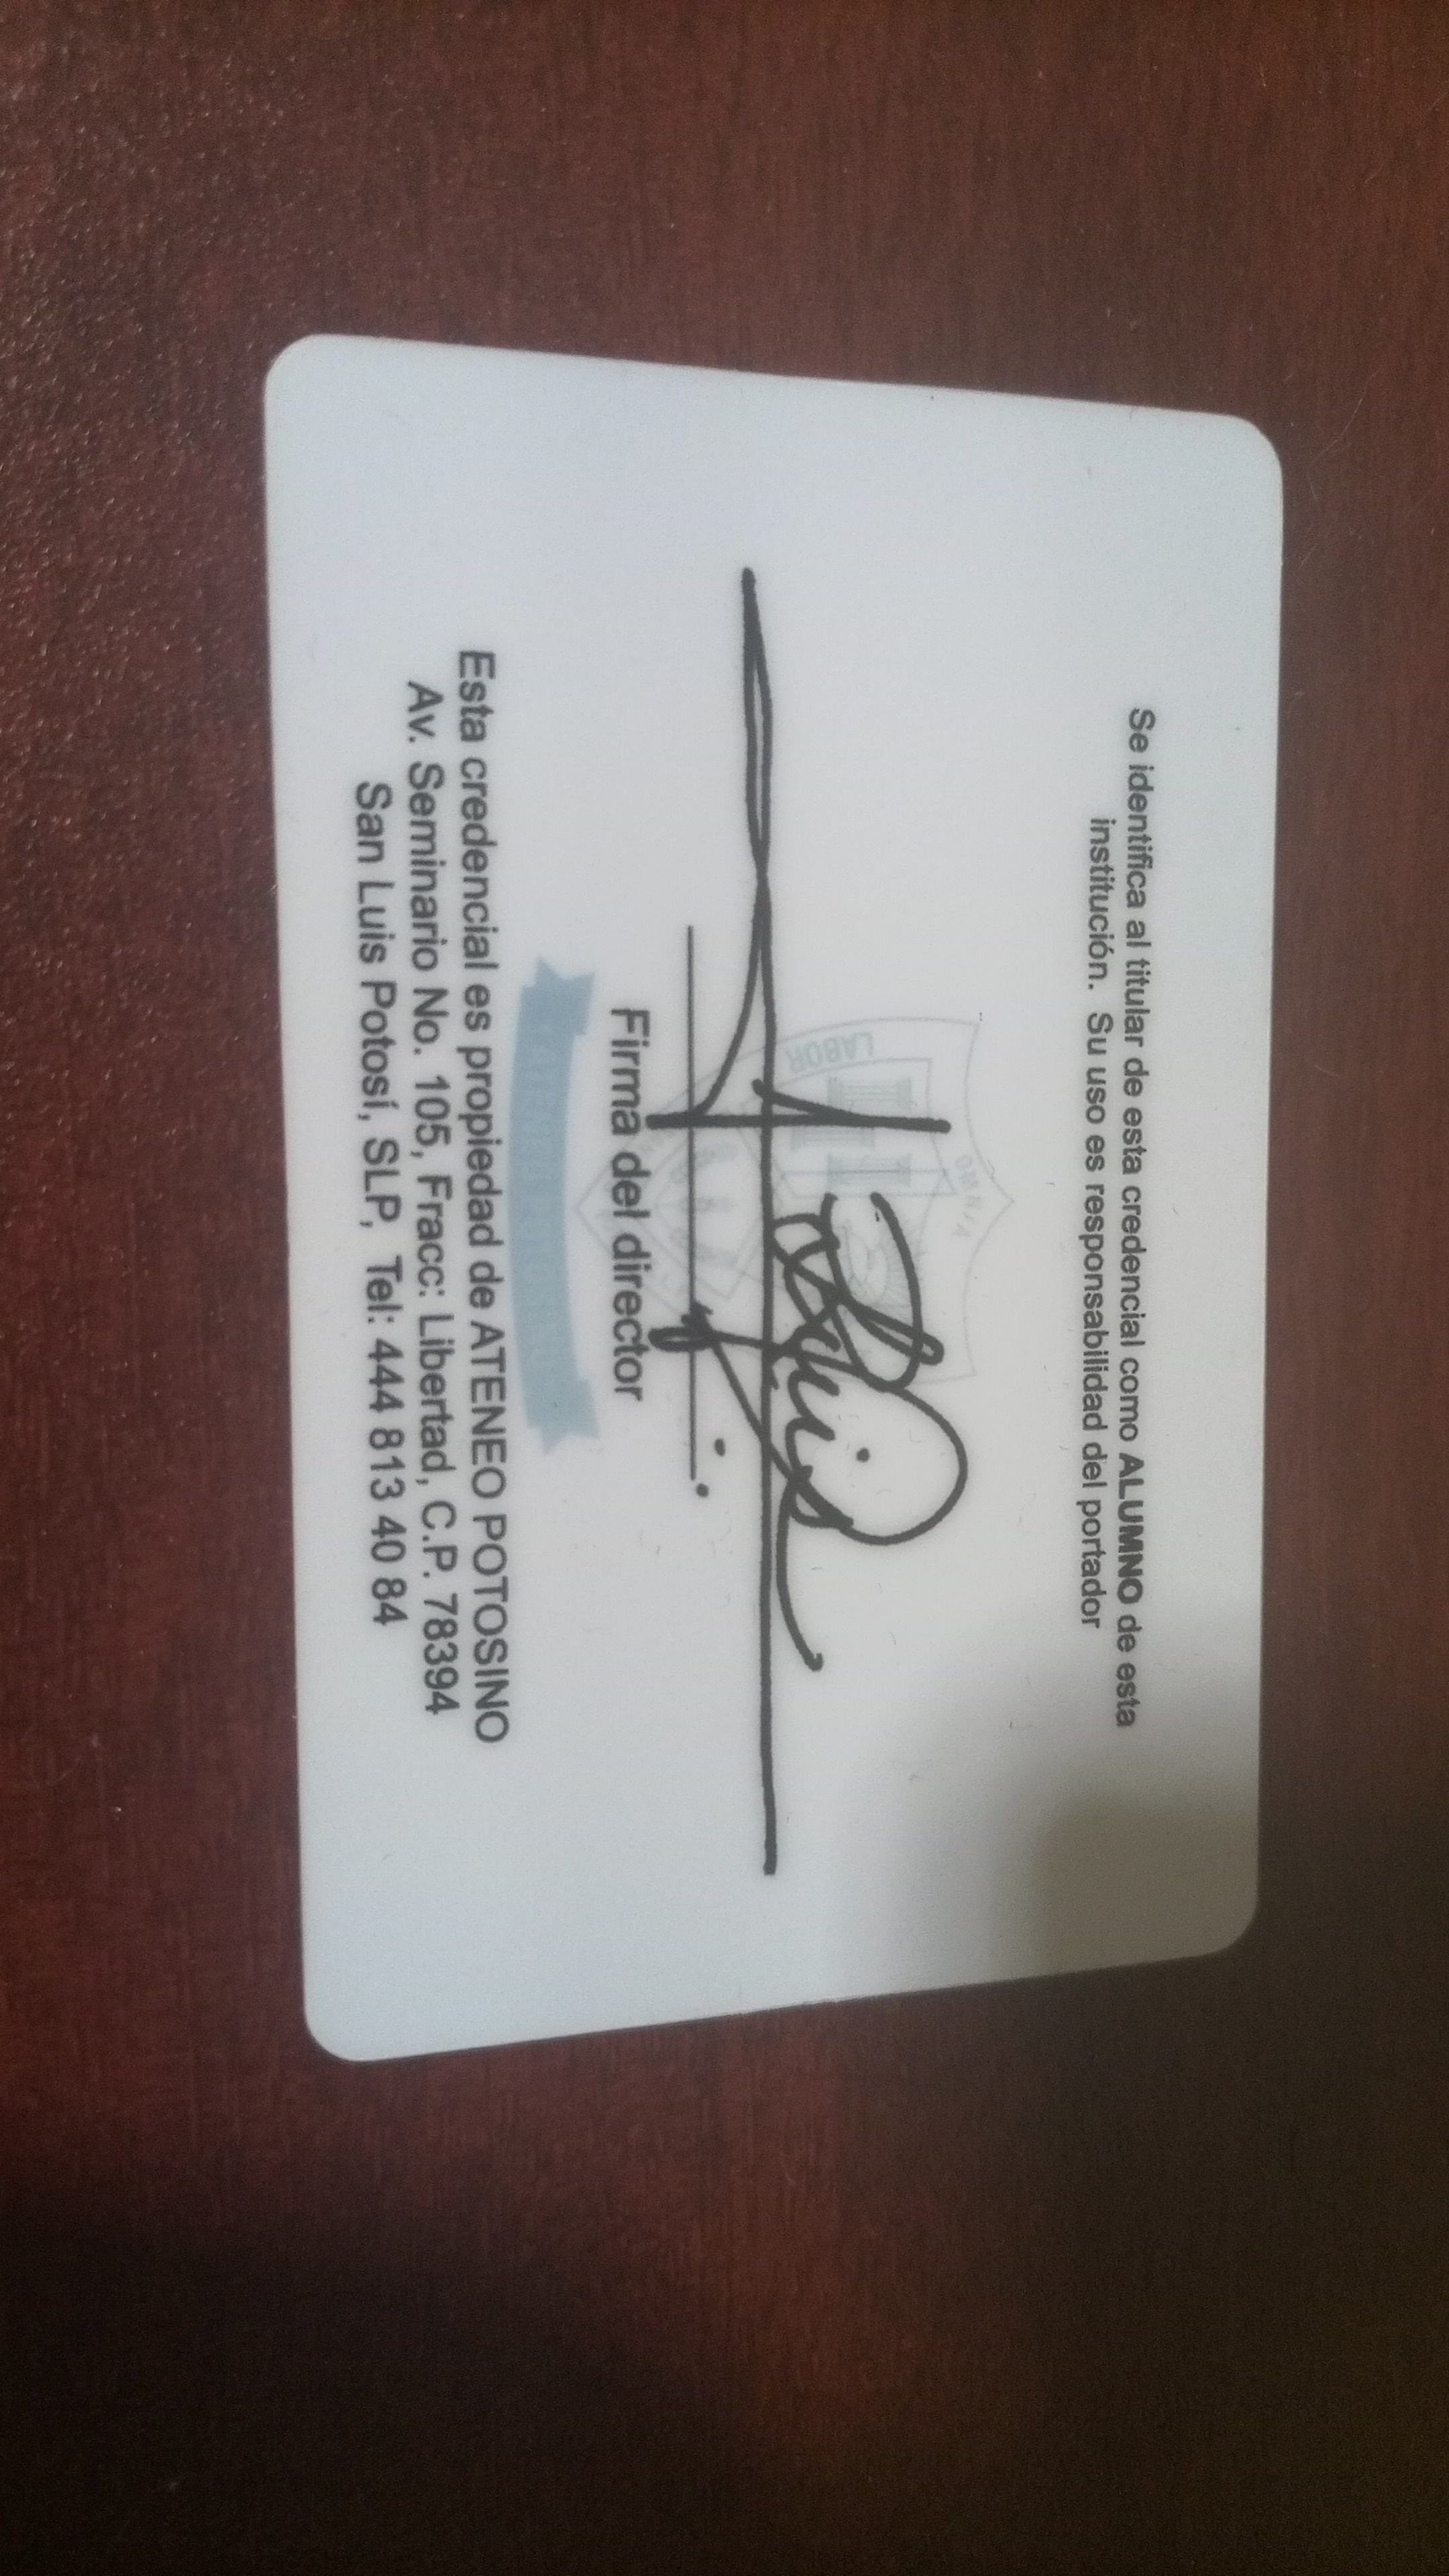 Se identifica al titular de esta credencial como ALUMNO de esta
institución. Su uso es responsabilidad del portador
LABOR
OMNIA
Firma del director
Esta credencial es propiedad de ATENEO POTOSINO
Av. Seminario No. 105, Fracc: Libertad, C.P. 78394
San Luis Potosí, SLP, Tel: 444 813 40 84